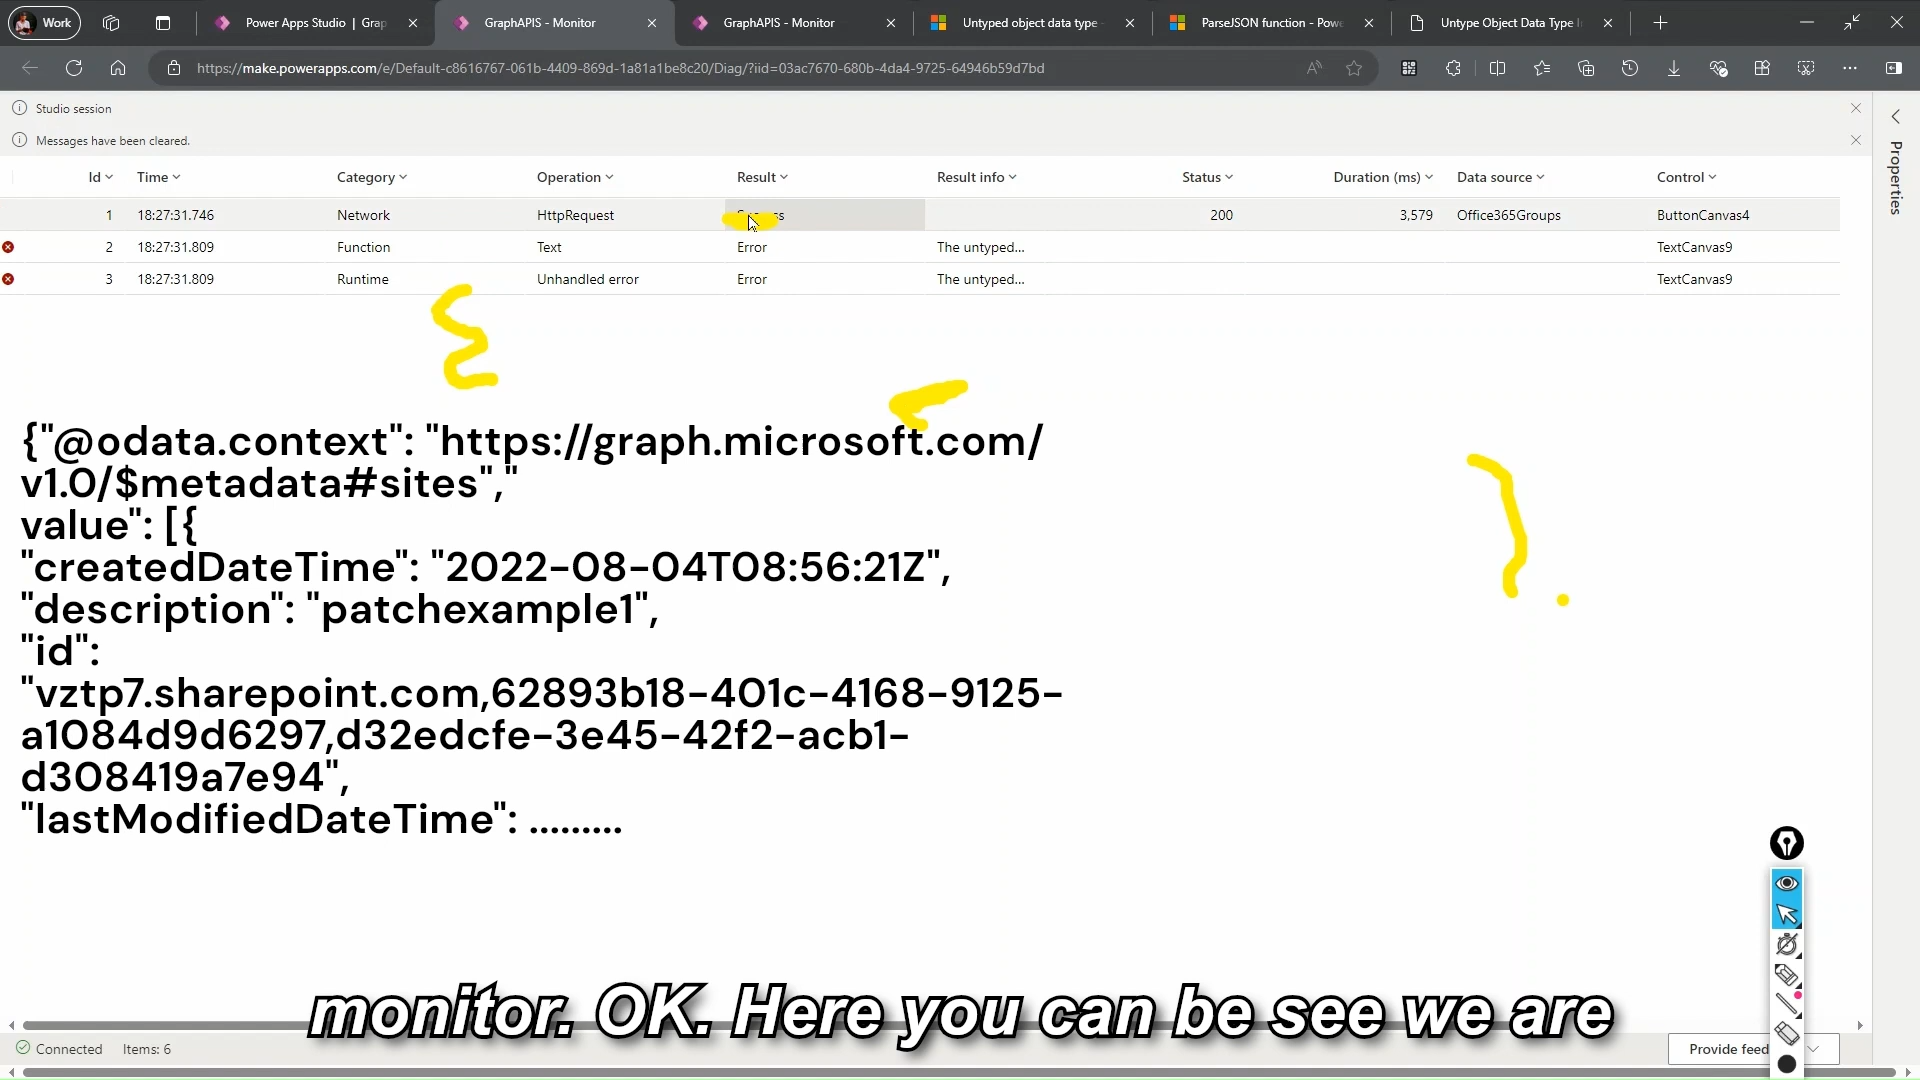 Work
Power Apps Studio | Grap
GraphAPIS - Monitor
GraphAPIS - Monitor
Untyped object data type -
ParseJSON function - Pow
Untype Object Data Type I
https://make.powerapps.com/e/Default-c8616767-061b-4409-869d-1a81a1be8c20/Diag/?iid=03ac7670-680b-4da4-9725-64946b59d7bd
Studio session
Messages have been cleared.
Properties
Id Time Category Operation Result Result info Status Duration (ms) Data source Control
1 18:27:31.746 Network HttpRequest 200 3,579 Office365Groups ButtonCanvas4
2 18:27:31.809 Function Text Error The untyped... TextCanvas9
3 18:27:31.809 Runtime Unhandled error Error The untyped... TextCanvas9
{"@odata.context": "https://graph.microsoft.com/
v1.0/$metadata#sites","
value": [{
"createdDateTime": "2022-08-04T08:56:21Z",
"description": "patchexample1",
"id":
"vztp7.sharepoint.com,62893b18-401c-4168-9125-
a1084d9d6297,d32edcfe-3e45-42f2-acb1-
d308419a7e94",
"lastModifiedDateTime": .........
monitor. OK. Here you can be see we are
Connected Items: 6
Provide feed